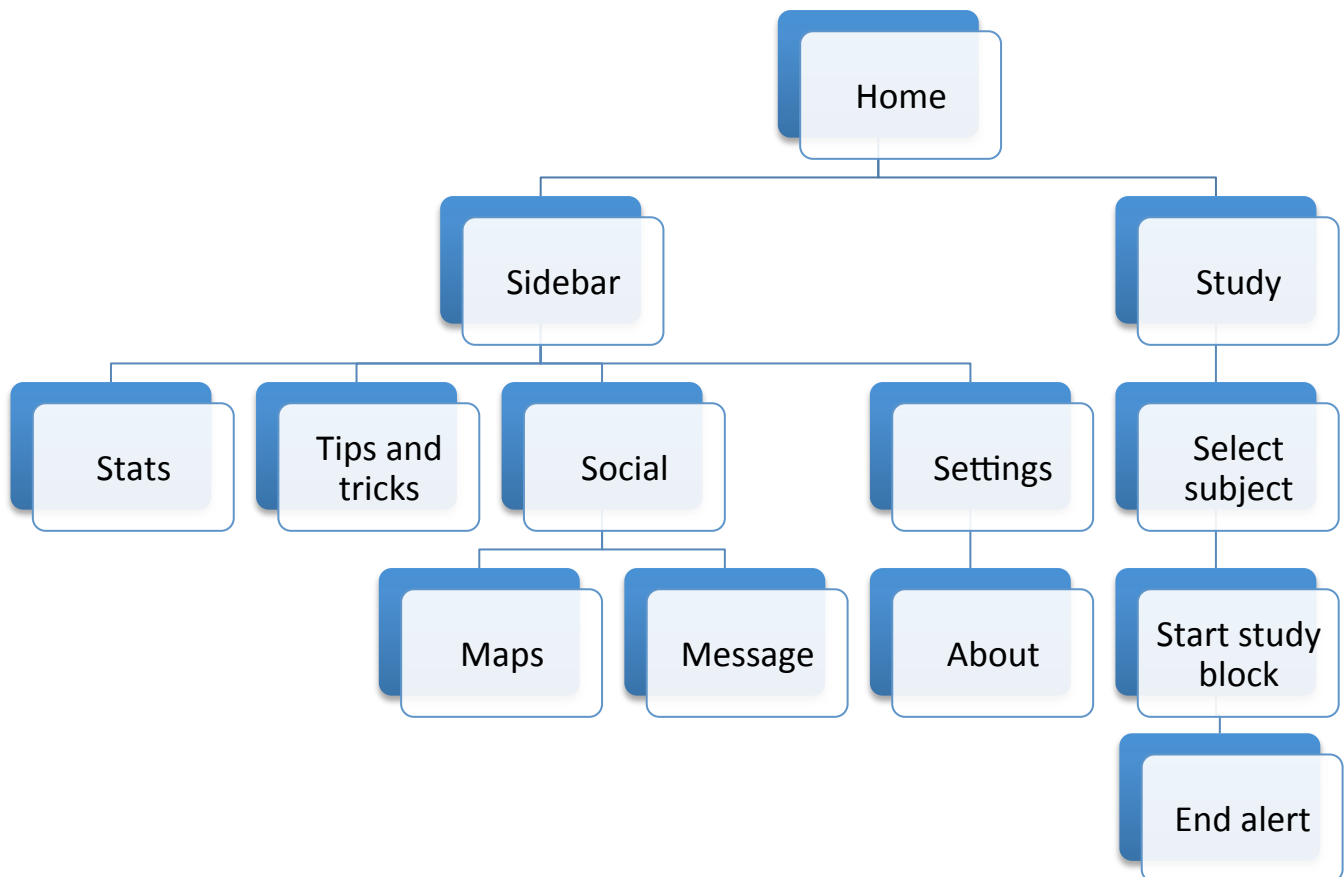 Home
Sidebar
Study
Stats
Tips and
tricks
Social
Settings
Select
subject
Maps
Message
About
Start study
block
End alert